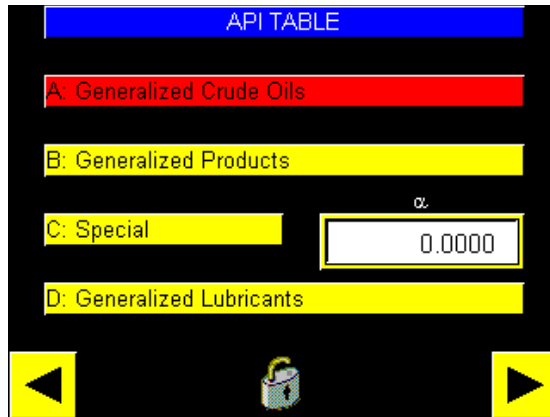 API TABLE
A: Generalized Crude Oils
B: Generalized Products
α
C: Special
0.0000
D: Generalized Lubricants